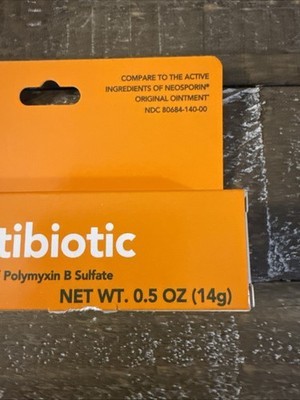 COMPARE TO THE ACTIVE
INGREDIENTS OF NEOSPORIN®
ORIGINAL OINTMENT*
NDC 80684-140-00
tibiotic
/ Polymyxin B Sulfate
NET WT. 0.5 OZ (14g)